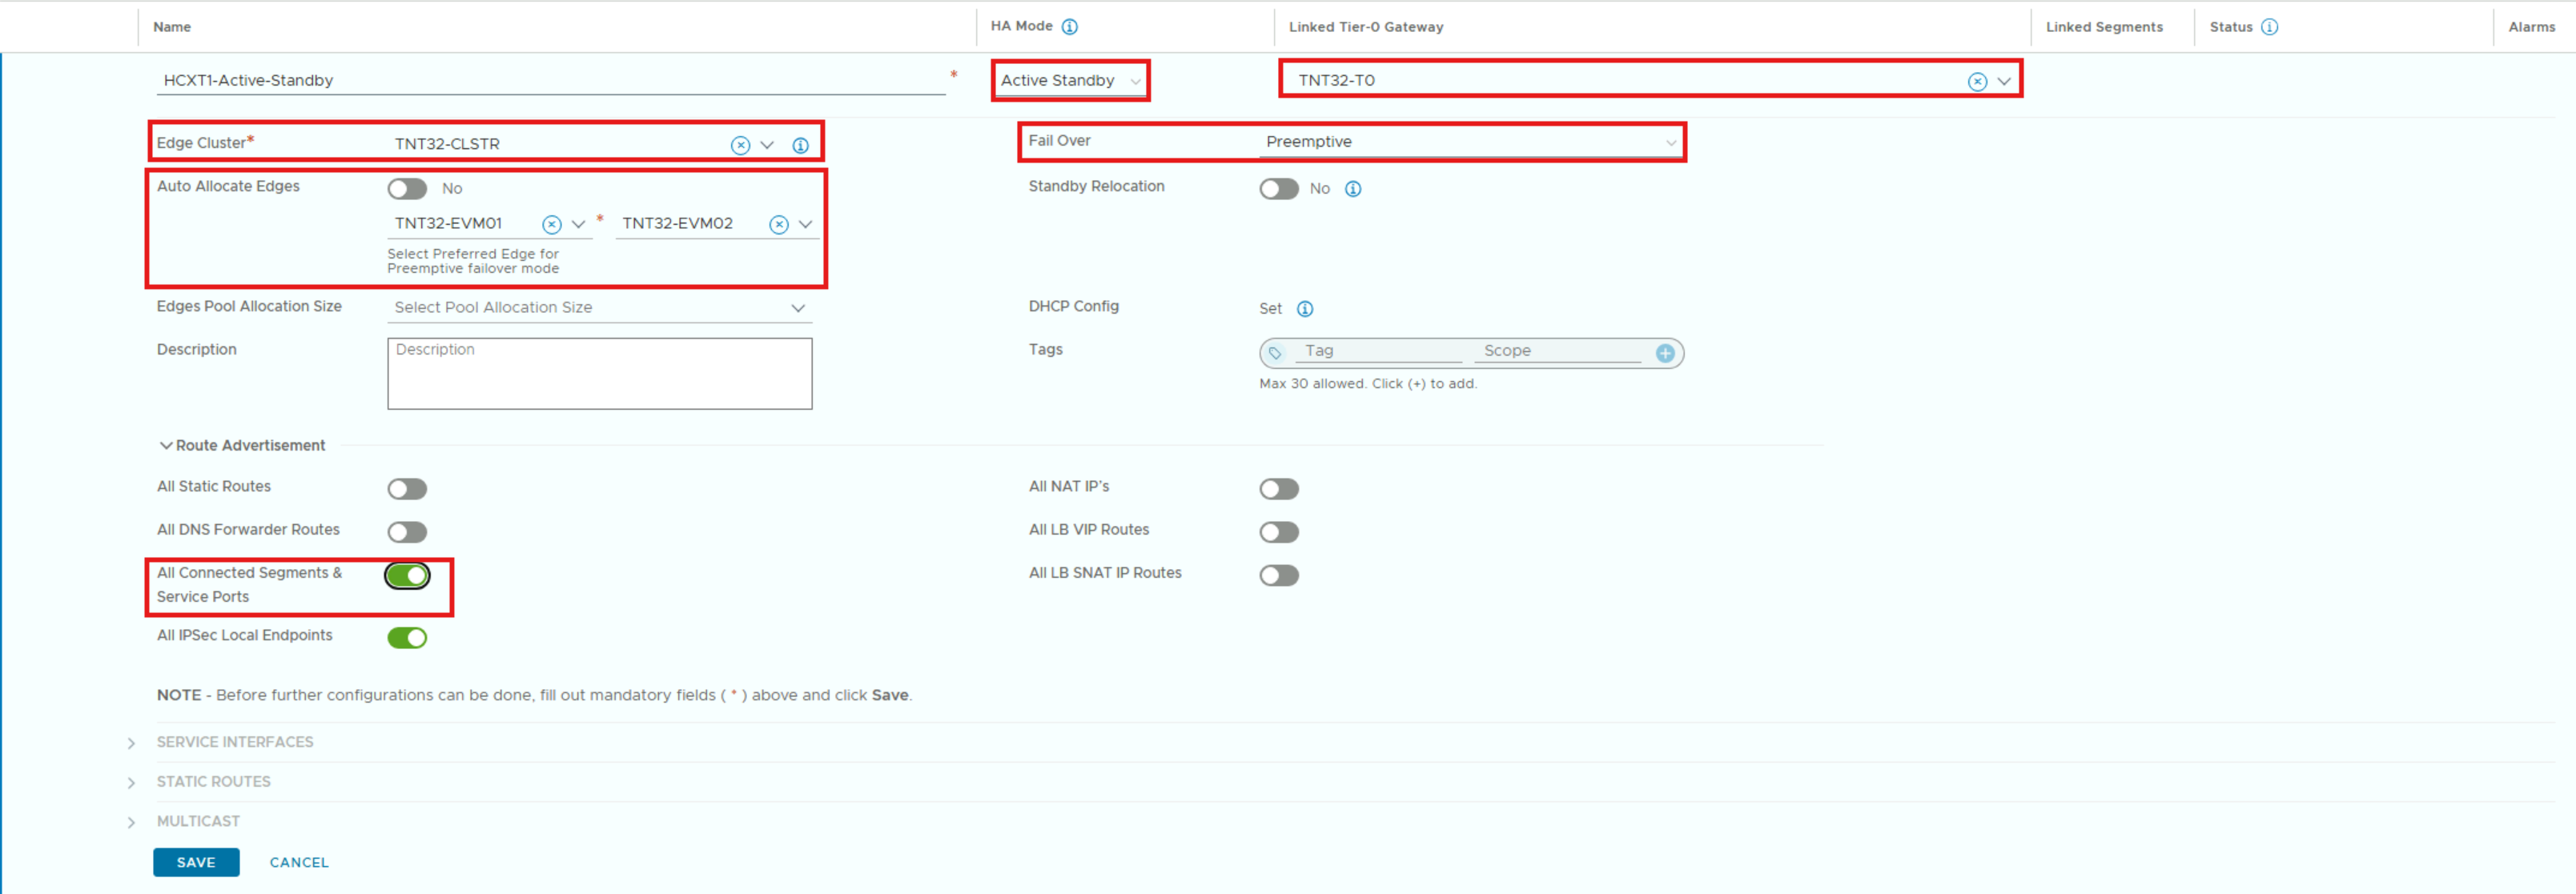 Name HA Mode Linked Tier-0 Gateway Linked Segments Status Alarms
HCXT1-Active-Standby * Active Standby TNT32-T0
Edge Cluster* TNT32-CLSTR Fail Over Preemptive
Auto Allocate Edges No Standby Relocation No
TNT32-EVM01 * TNT32-EVM02
Select Preferred Edge for
Preemptive failover mode
Edges Pool Allocation Size Select Pool Allocation Size DHCP Config Set
Description Description Tags Tag Scope
Max 30 allowed. Click (+) to add.
Route Advertisement
All Static Routes All NAT IP's
All DNS Forwarder Routes All LB VIP Routes
All Connected Segments & All LB SNAT IP Routes
Service Ports
All IPSec Local Endpoints
NOTE - Before further configurations can be done, fill out mandatory fields ( * ) above and click Save.
SERVICE INTERFACES
STATIC ROUTES
MULTICAST
SAVE CANCEL